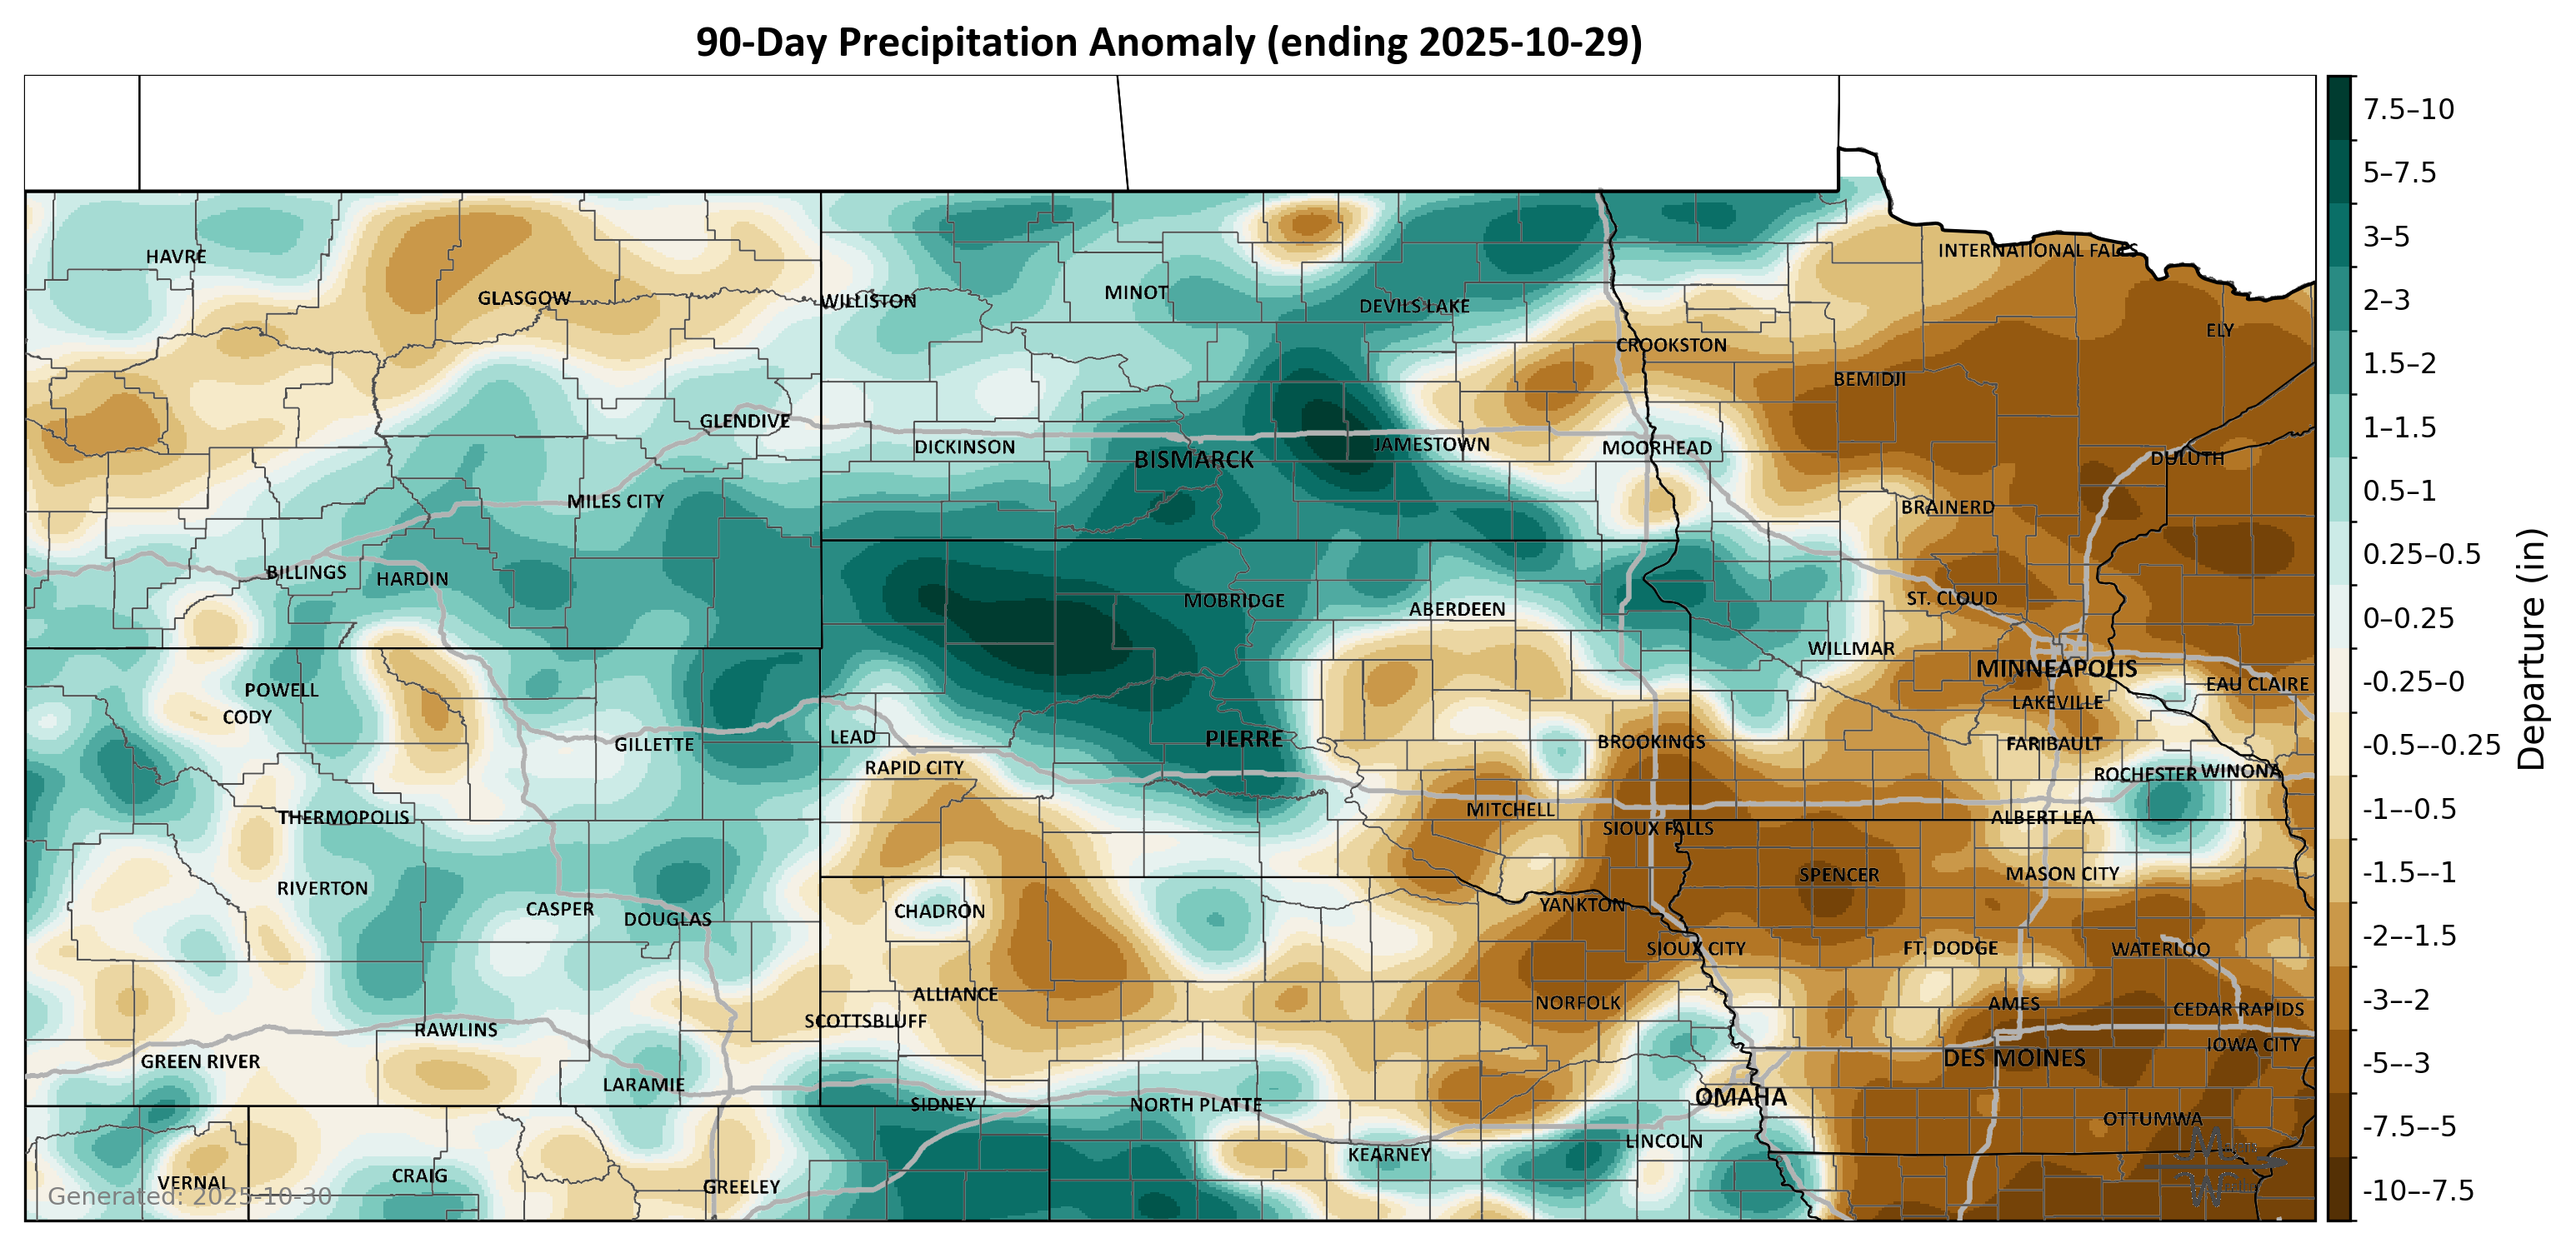 90-Day Precipitation Anomaly (ending 2025-10-29)
HAVRE
GLASGOW
WILLISTON
MINOT
DEVILS LAKE
CROOKSTON
INTERNATIONAL FALLS
ELY
BEMIDJI
GLENDIVE
DICKINSON
BISMARCK
JAMESTOWN
MOORHEAD
DULUTH
MILES CITY
BRAINERD
BILLINGS
HARDIN
MOBRIDGE
ABERDEEN
ST. CLOUD
WILLMAR
MINNEAPOLIS
EAU CLAIRE
POWELL
CODY
LAKEVILLE
GILLETTE
LEAD
PIERRE
BROOKINGS
FARIBAULT
RAPID CITY
ROCHESTER
WINONA
THERMOPOLIS
MITCHELL
SIOUX FALLS
ALBERT LEA
RIVERTON
SPENCER
MASON CITY
CASPER
DOUGLAS
CHADRON
YANKTON
SIOUX CITY
FT. DODGE
WATERLOO
ALLIANCE
NORFOLK
AMES
CEDAR RAPIDS
SCOTTSBLUFF
RAWLINS
GREEN RIVER
DES MOINES
IOWA CITY
LARAMIE
SIDNEY
NORTH PLATTE
OMAHA
OTTUMWA
LINCOLN
KEARNEY
VERNAL
CRAIG
GREELEY
Generated: 2025-10-30
7.5–10
5–7.5
3–5
2–3
1.5–2
1–1.5
0.5–1
0.25–0.5
0–0.25
-0.25–0
-0.5–-0.25
-1–-0.5
-1.5–-1
-2–-1.5
-3–-2
-5–-3
-7.5–-5
-10–-7.5
Departure (in)